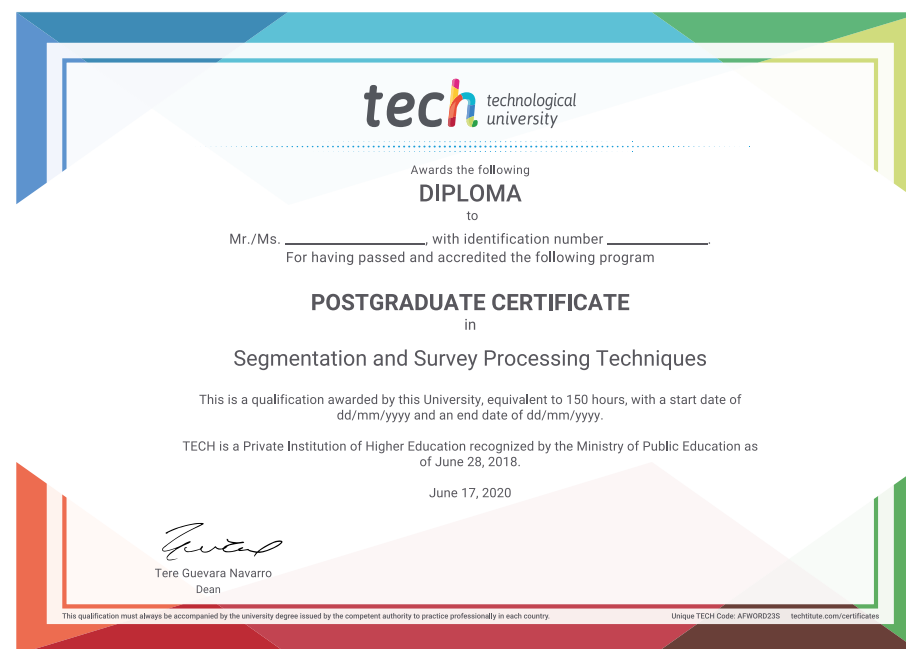 tech technological
university
Awards the following
DIPLOMA
to
Mr./Ms. ____________________, with identification number ______________.
For having passed and accredited the following program
POSTGRADUATE CERTIFICATE
in
Segmentation and Survey Processing Techniques
This is a qualification awarded by this University, equivalent to 150 hours, with a start date of
dd/mm/yyyy and an end date of dd/mm/yyyy.
TECH is a Private Institution of Higher Education recognized by the Ministry of Public Education as
of June 28, 2018.
June 17, 2020
Tere Guevara Navarro
Dean
This qualification must always be accompanied by the university degree issued by the competent authority to practice professionally in each country.
Unique TECH Code: AFWORD23S techtitute.com/certificates